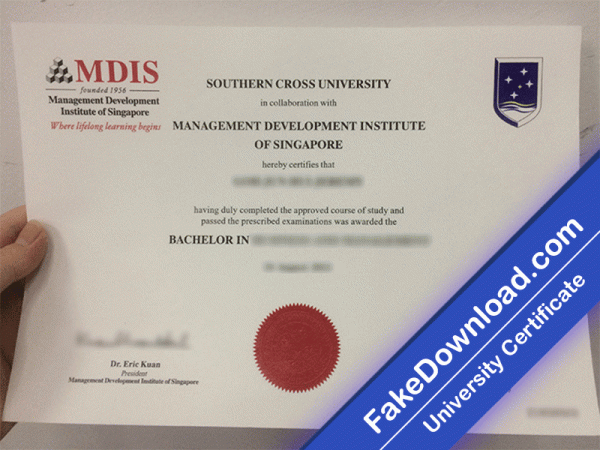 MDIS
founded 1956
Management Development
Institute of Singapore
Where lifelong learning begins
SOUTHERN CROSS UNIVERSITY
in collaboration with
MANAGEMENT DEVELOPMENT INSTITUTE
OF SINGAPORE
hereby certifies that
having duly completed the approved course of study and
passed the prescribed examinations was awarded the
BACHELOR IN
Dr. Eric Kuan
President
Management Development Institute of Singapore
FakeDownload.com
University Certificate